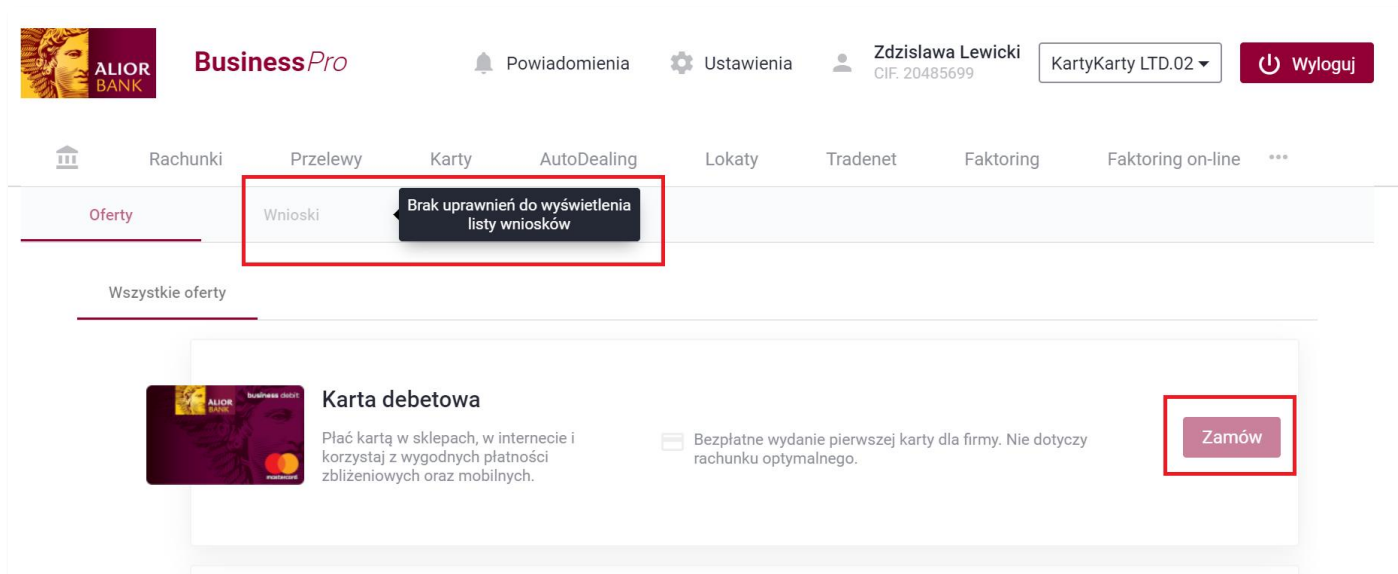 ALIOR
BANK
BusinessPro
Powiadomienia
Ustawienia
Zdzislawa Lewicki
CIF. 20485699
KartyKarty LTD.02
Wyloguj
Rachunki
Przelewy
Karty
AutoDealing
Lokaty
Tradenet
Faktoring
Faktoring on-line
Oferty
Wnioski
Brak uprawnień do wyświetlenia
listy wniosków
Wszystkie oferty
ALIOR
BANK
business debit
mastercard
Karta debetowa
Płać kartą w sklepach, w internecie i
korzystaj z wygodnych płatności
zbliżeniowych oraz mobilnych.
Bezpłatne wydanie pierwszej karty dla firmy. Nie dotyczy
rachunku optymalnego.
Zamów